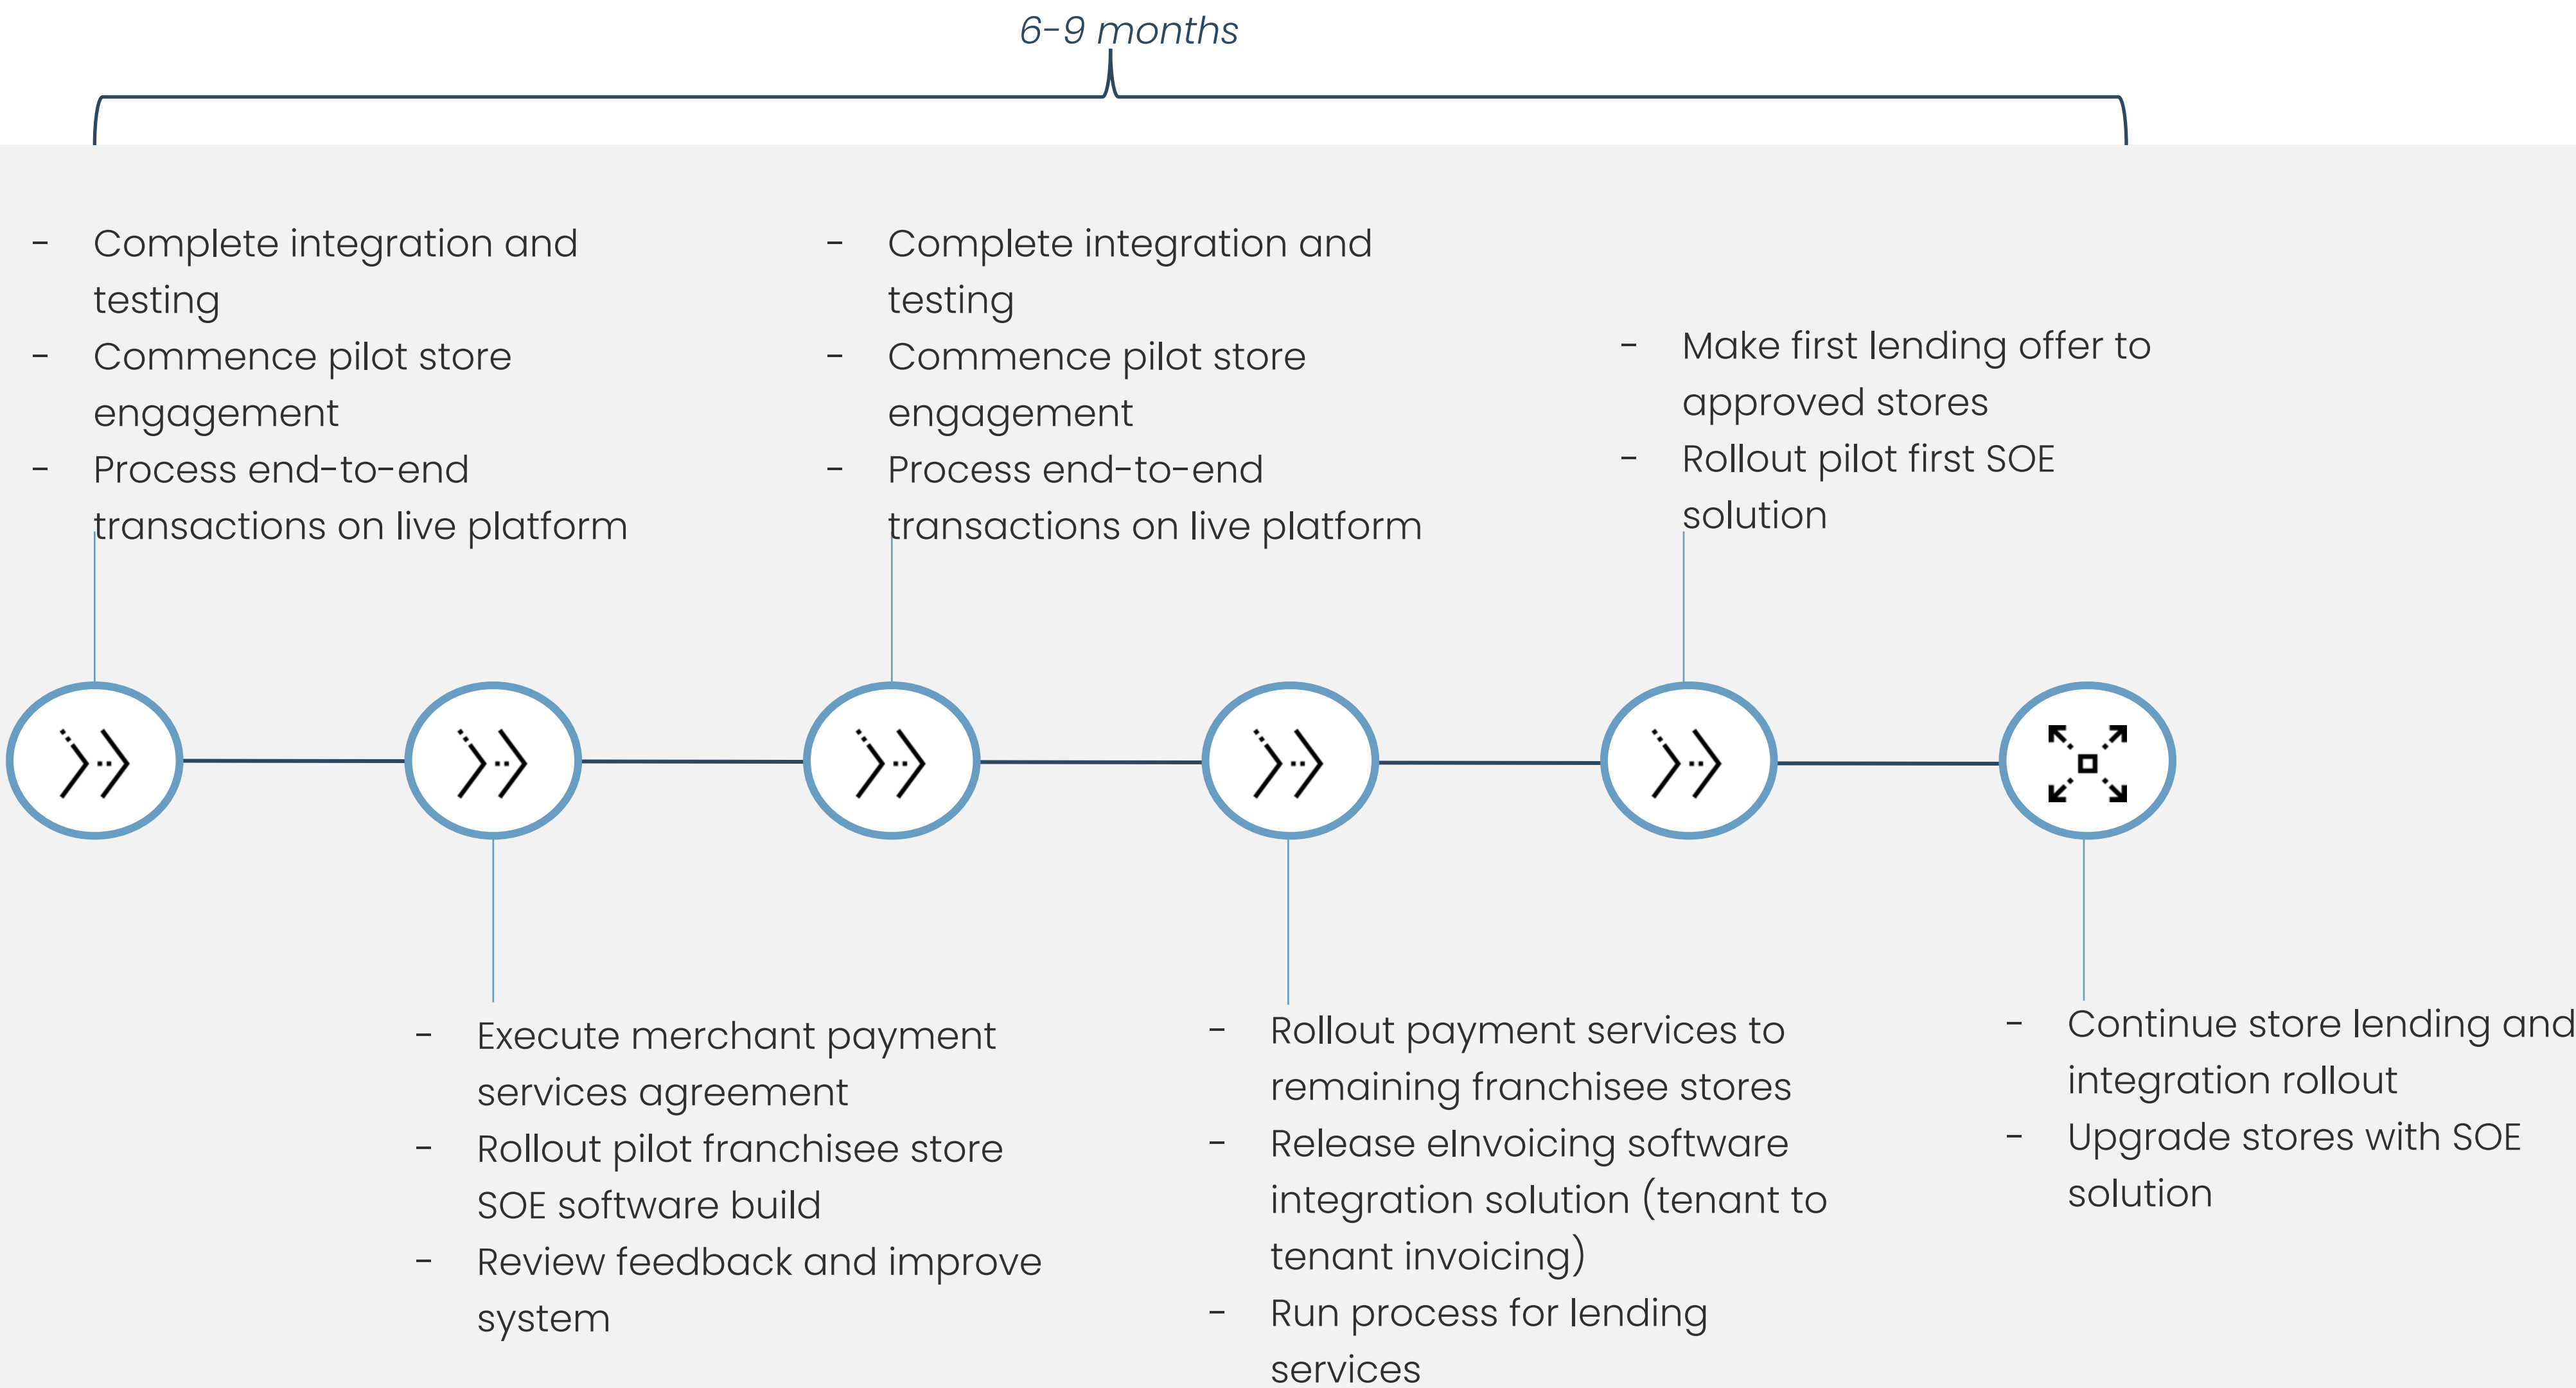 6-9 months
- Complete integration and
testing
- Commence pilot store
engagement
- Process end-to-end
transactions on live platform
- Complete integration and
testing
- Commence pilot store
engagement
- Process end-to-end
transactions on live platform
- Make first lending offer to
approved stores
- Rollout pilot first SOE
solution
- Execute merchant payment
services agreement
- Rollout pilot franchisee store
SOE software build
- Review feedback and improve
system
- Rollout payment services to
remaining franchisee stores
- Release eInvoicing software
integration solution (tenant to
tenant invoicing)
- Run process for lending
services
- Continue store lending and
integration rollout
- Upgrade stores with SOE
solution